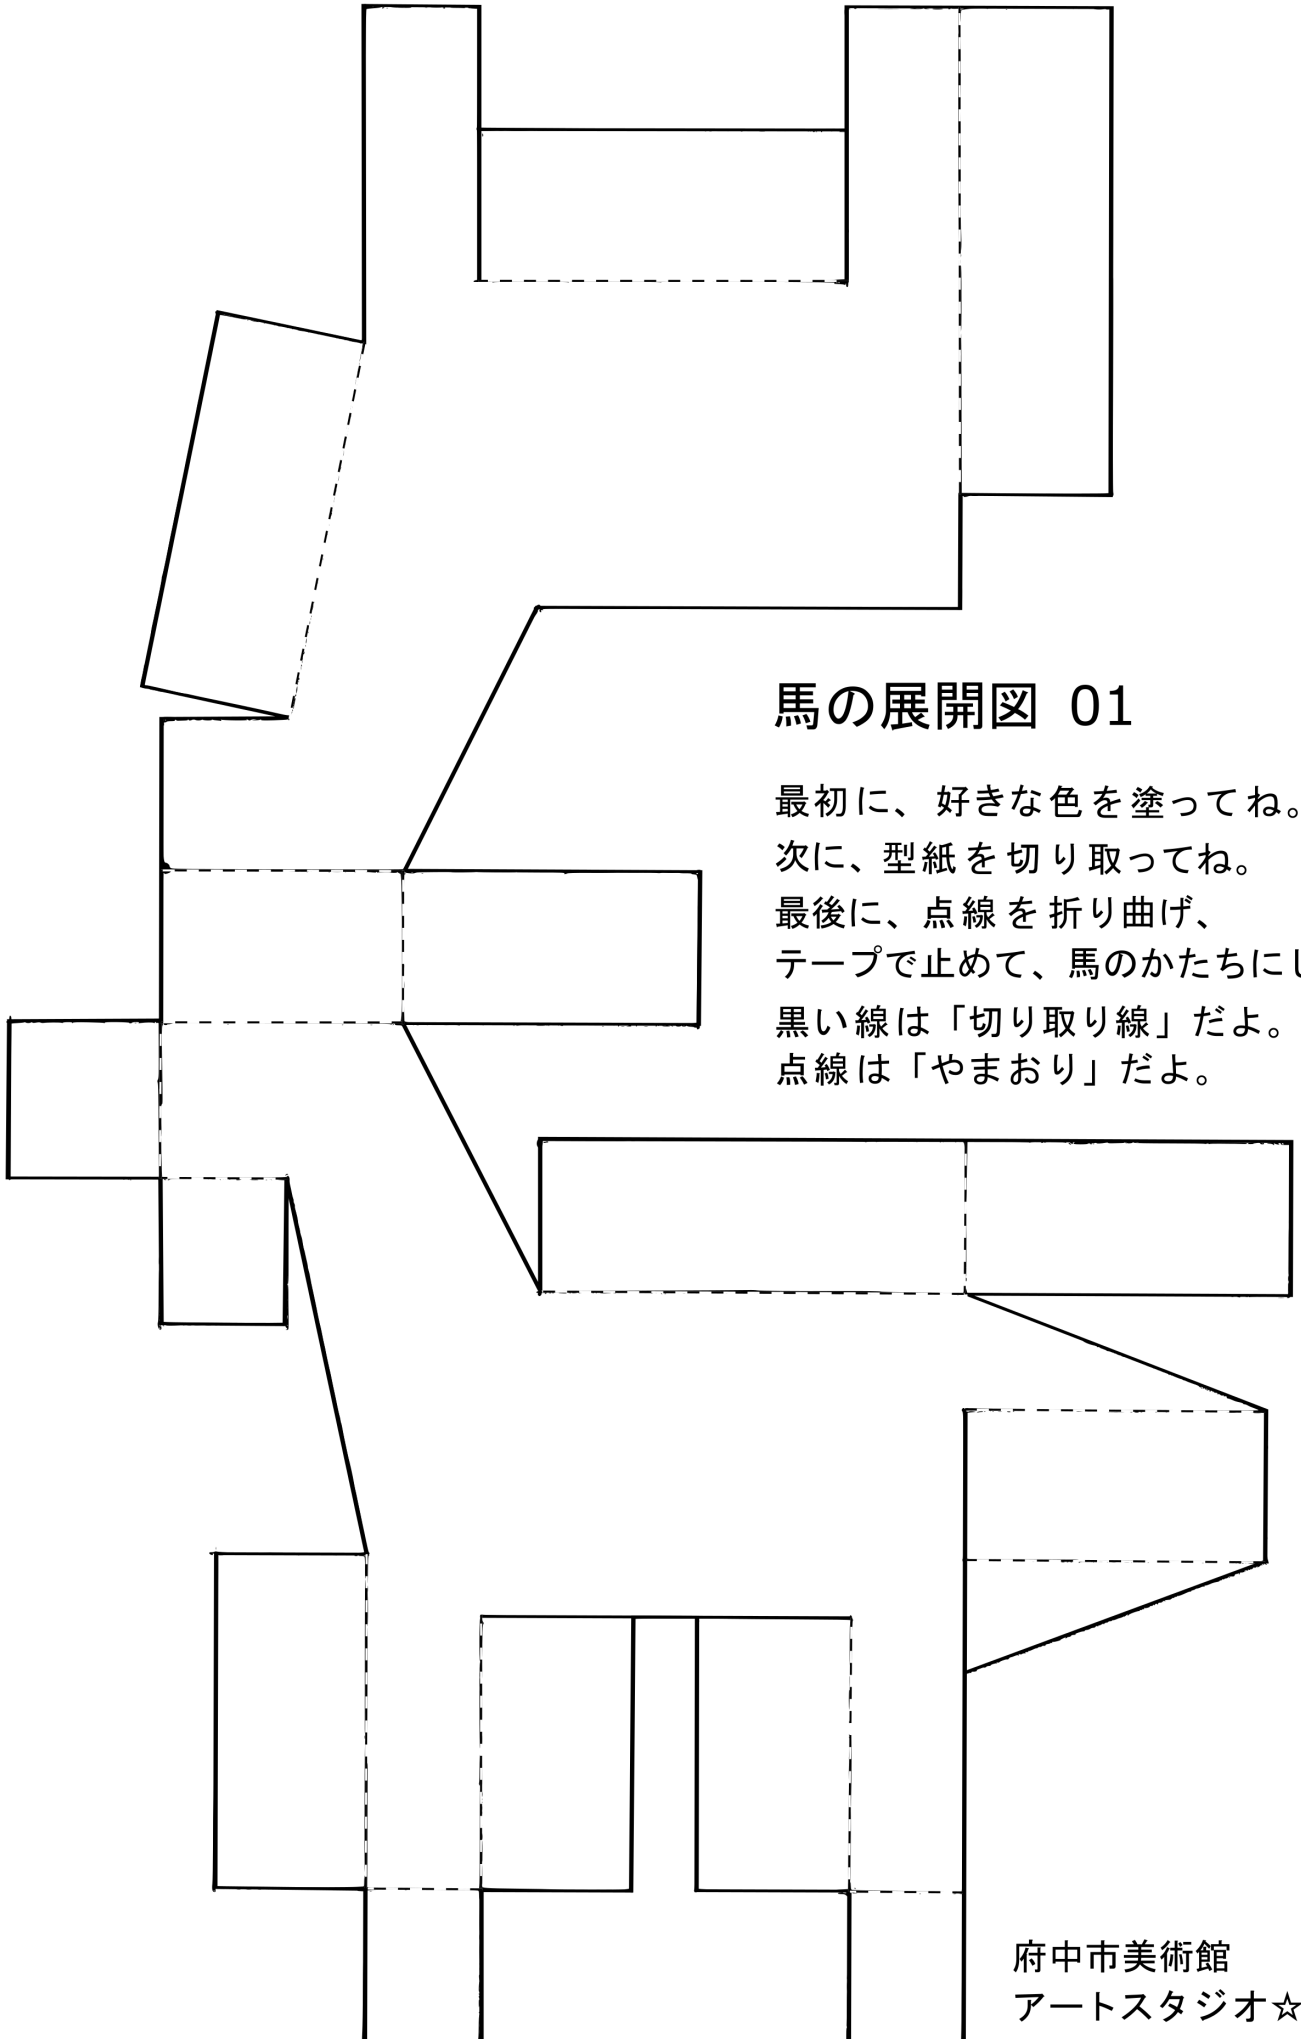 馬の展開図 01
最初に、好きな色を塗ってね。
次に、型紙を切り取ってね。
最後に、点線を折り曲げ、
テープで止めて、馬のかたちにし
黒い線は「切り取り線」だよ。
点線は「やまおり」だよ。
府中市美術館
アートスタジオ☆